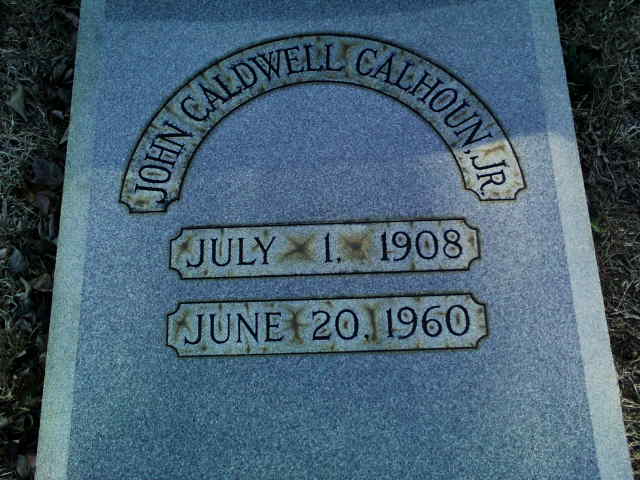 JOHN CALDWELL CALHOUN, JR.
JULY 1, 1908
JUNE 20, 1960